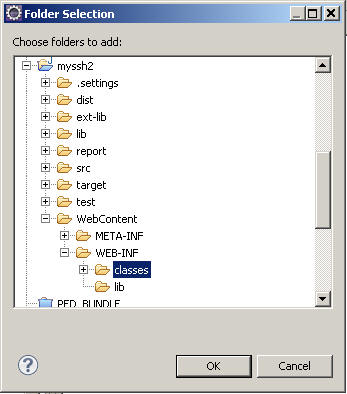 Folder Selection
Choose folders to add:
myssh2
.settings
dist
ext-lib
lib
report
src
target
test
WebContent
META-INF
WEB-INF
classes
lib
PED_BUNDLE
OK
Cancel